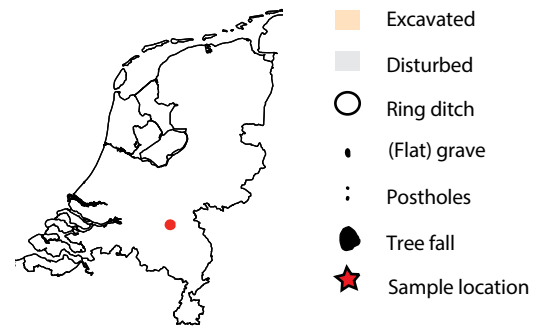 Excavated
Disturbed
Ring ditch
(Flat) grave
Postholes
Tree fall
Sample location